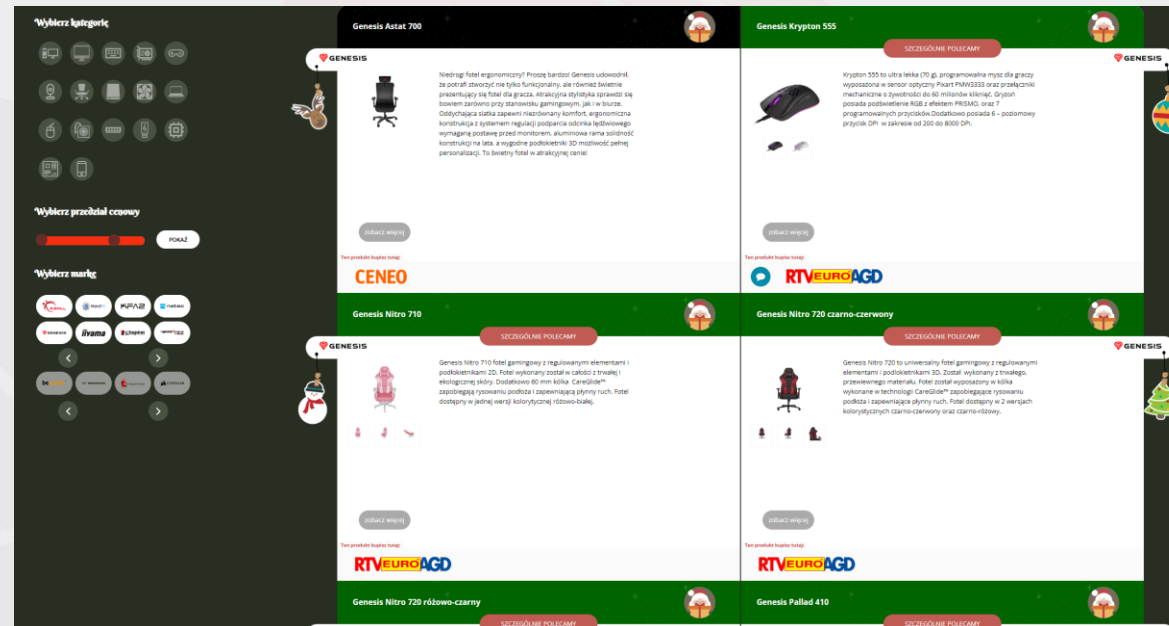 Wybierz kategorię
Wybierz przedział cenowy
POKAŻ
Wybierz markę
GENESIS
iiyama
Genesis Astat 700
GENESIS
Niedrogi fotel ergonomiczny? Proszę bardzo! Genesis udowodnił,
że potrafi stworzyć nie tylko funkcjonalny, ale również świetnie
prezentujący się fotel dla gracza. Atrakcyjna stylistyka sprawdzi się
bowiem zarówno przy stanowisku gamingowym, jak i w biurze.
Oddychająca siatka zapewni niezrównany komfort, ergonomiczna
konstrukcja z systemem regulacji podparcia odcinka lędźwiowego
wymaganą postawę przed monitorem, aluminiowa rama solidność
konstrukcji na lata, a wygodne podłokietniki 3D możliwość pełnej
personalizacji. To świetny fotel w atrakcyjnej cenie!
zobacz więcej
Ten produkt kupisz tutaj:
CENEO
Genesis Krypton 555
SZCZEGÓLNIE POLECAMY
GENESIS
Krypton 555 to ultra lekka (70 g), programowalna mysz dla graczy
wyposażona w sensor optyczny Pixart PMW3333 oraz przełączniki
mechaniczne o żywotności do 60 milionów kliknięć. Gryzoń
posiada podświetlenie RGB z efektem PRISMO, oraz 7
programowalnych przycisków.Dodatkowo posiada 6 – poziomowy
przycisk DPI w zakresie od 200 do 8000 DPI.
zobacz więcej
Ten produkt kupisz tutaj:
RTV EURO AGD
Genesis Nitro 710
SZCZEGÓLNIE POLECAMY
GENESIS
Genesis Nitro 710 fotel gamingowy z regulowanymi elementami i
podłokietnikami 2D. Fotel wykonany został w całości z trwałej i
ekologicznej skóry. Dodatkowo 60 mm kółka CareGlide™
zapobiegają rysowaniu podłoża i zapewniającą płynny ruch. Fotel
dostępny w jednej wersji kolorytycznej różowo-białej.
zobacz więcej
Ten produkt kupisz tutaj:
RTV EURO AGD
Genesis Nitro 720 czarno-czerwony
SZCZEGÓLNIE POLECAMY
GENESIS
Genesis Nitro 720 to uniwersalny fotel gamingowy z regulowanymi
elementami i podłokietnikami 3D. Został wykonany z trwałego,
przewiewnego materiału. Fotel został wyposażony w kółka
wykonane w technologii CareGlide™ zapobiegające rysowaniu
podłoża i zapewniające płynny ruch. Fotel dostępny w 2 wersjach
kolorystycznych czarno-czerwony oraz czarno-różowy.
zobacz więcej
Ten produkt kupisz tutaj:
RTV EURO AGD
Genesis Nitro 720 różowo-czarny
SZCZEGÓLNIE POLECAMY
Genesis Pallad 410
SZCZEGÓLNIE POLECAMY